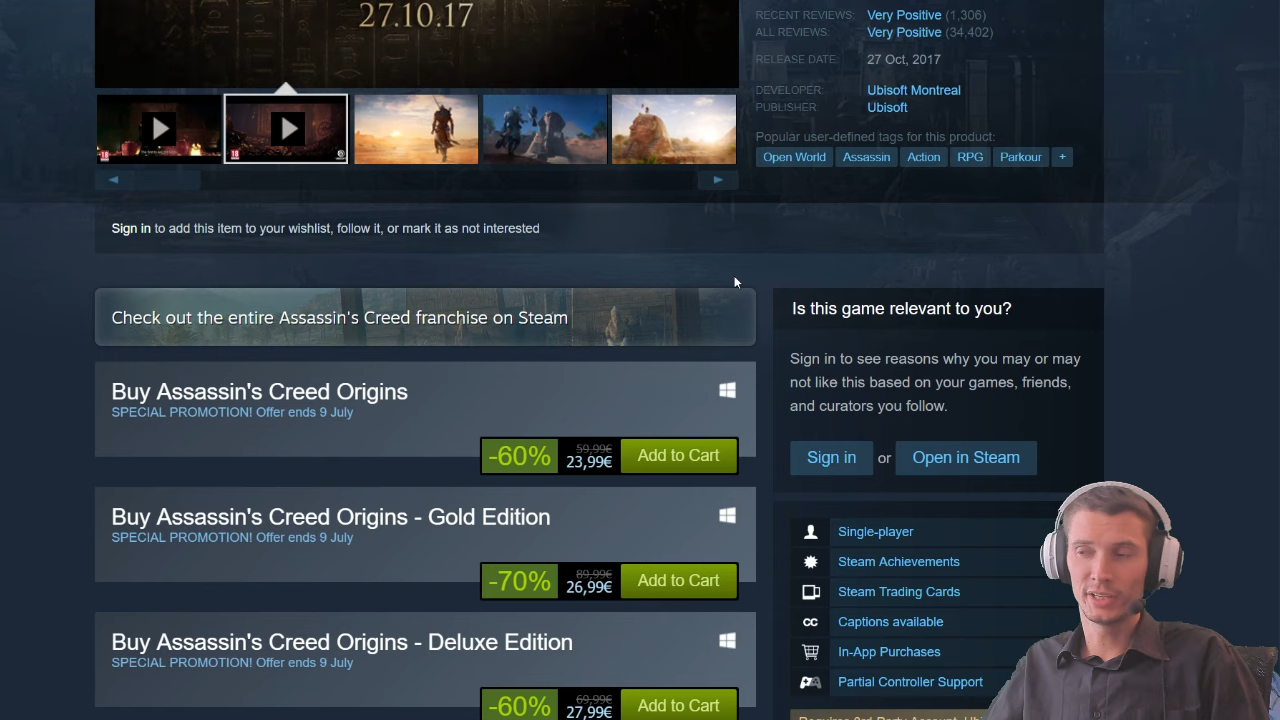 27.10.17
RECENT REVIEWS: Very Positive (1,306)
ALL REVIEWS: Very Positive (34,402)
RELEASE DATE: 27 Oct, 2017
DEVELOPER: Ubisoft Montreal
PUBLISHER: Ubisoft
Popular user-defined tags for this product:
Open World Assassin Action RPG Parkour +
18
18
Sign in to add this item to your wishlist, follow it, or mark it as not interested
Check out the entire Assassin's Creed franchise on Steam
Buy Assassin's Creed Origins
SPECIAL PROMOTION! Offer ends 9 July
-60% 59,99€ 23,99€ Add to Cart
Buy Assassin's Creed Origins - Gold Edition
SPECIAL PROMOTION! Offer ends 9 July
-70% 89,99€ 26,99€ Add to Cart
Buy Assassin's Creed Origins - Deluxe Edition
SPECIAL PROMOTION! Offer ends 9 July
-60% 69,99€ 27,99€ Add to Cart
Is this game relevant to you?
Sign in to see reasons why you may or may
not like this based on your games, friends,
and curators you follow.
Sign in or Open in Steam
Single-player
Steam Achievements
Steam Trading Cards
CC Captions available
In-App Purchases
Partial Controller Support
Requires 3rd-Party Account: Ubi